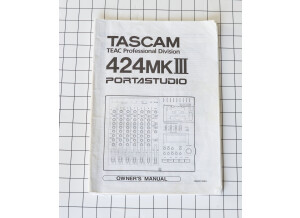 TASCAM
TEAC Professional Division
424MKIII
PORTASTUDIO
OWNER'S MANUAL